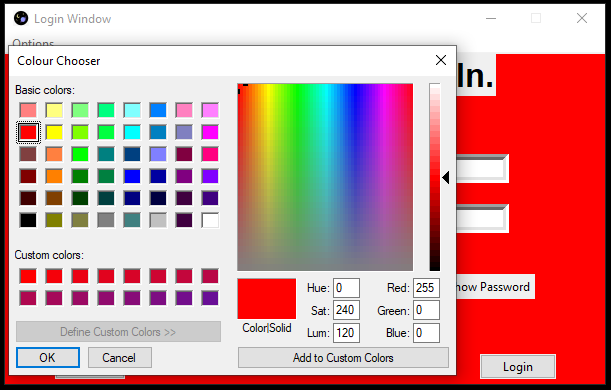 Login Window
Options
Colour Chooser
In.
Basic colors:
Custom colors:
Define Custom Colors >>
OK
Cancel
Color|Solid
Hue: 0
Sat: 240
Lum: 120
Red: 255
Green: 0
Blue: 0
Add to Custom Colors
Password
Login